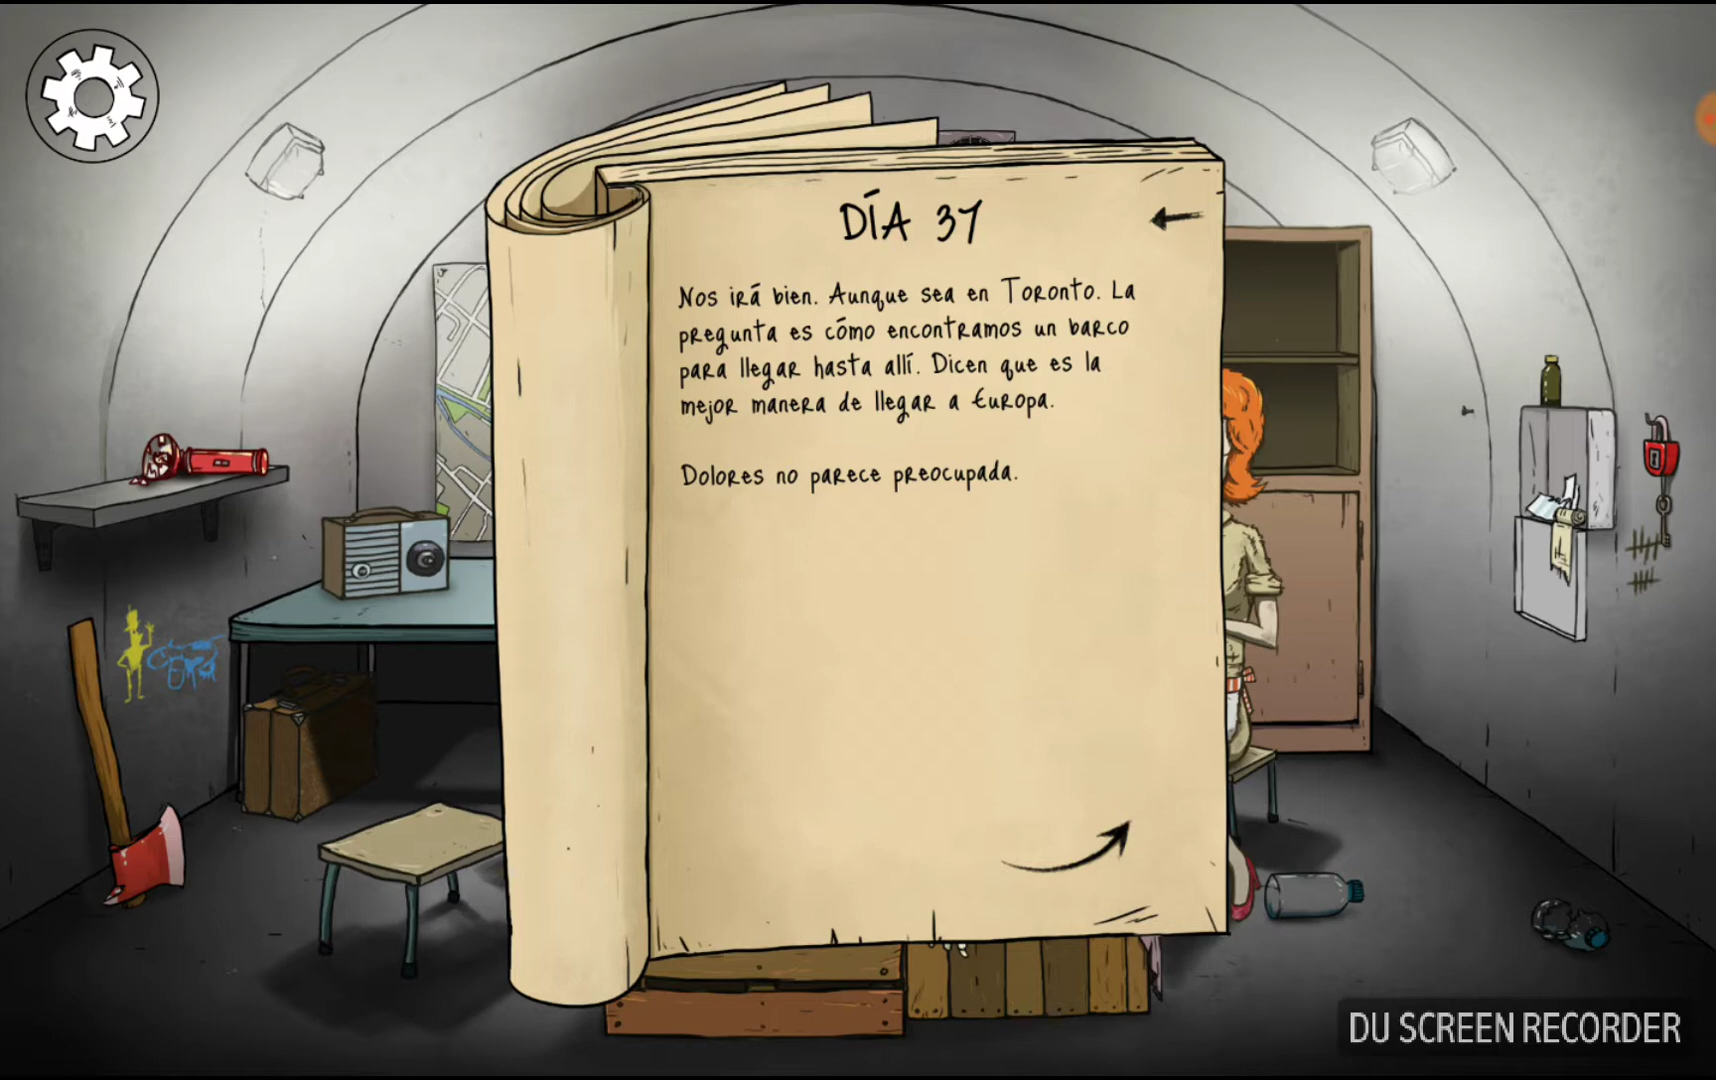 DÍA 37
Nos irá bien. Aunque sea en Toronto. La
pregunta es cómo encontramos un barco
para llegar hasta allí. Dicen que es la
mejor manera de llegar a Europa.
Dolores no parece preocupada.
DU SCREEN RECORDER